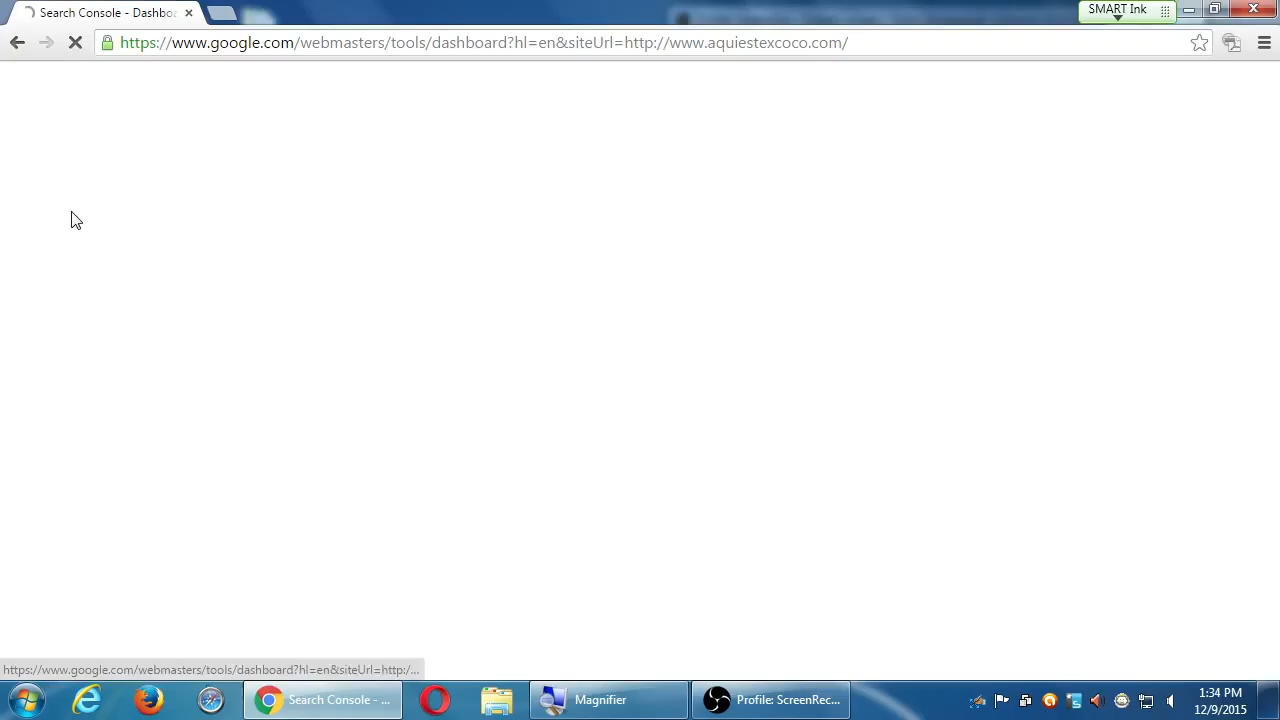 Search Console - Dashbo
SMART Ink
https://www.google.com/webmasters/tools/dashboard?hl=en&siteUrl=http://www.aquiestexcoco.com/
https://www.google.com/webmasters/tools/dashboard?hl=en&siteUrl=http:/...
Search Console - ...
Magnifier
Profile: ScreenRec...
1:34 PM
12/9/2015